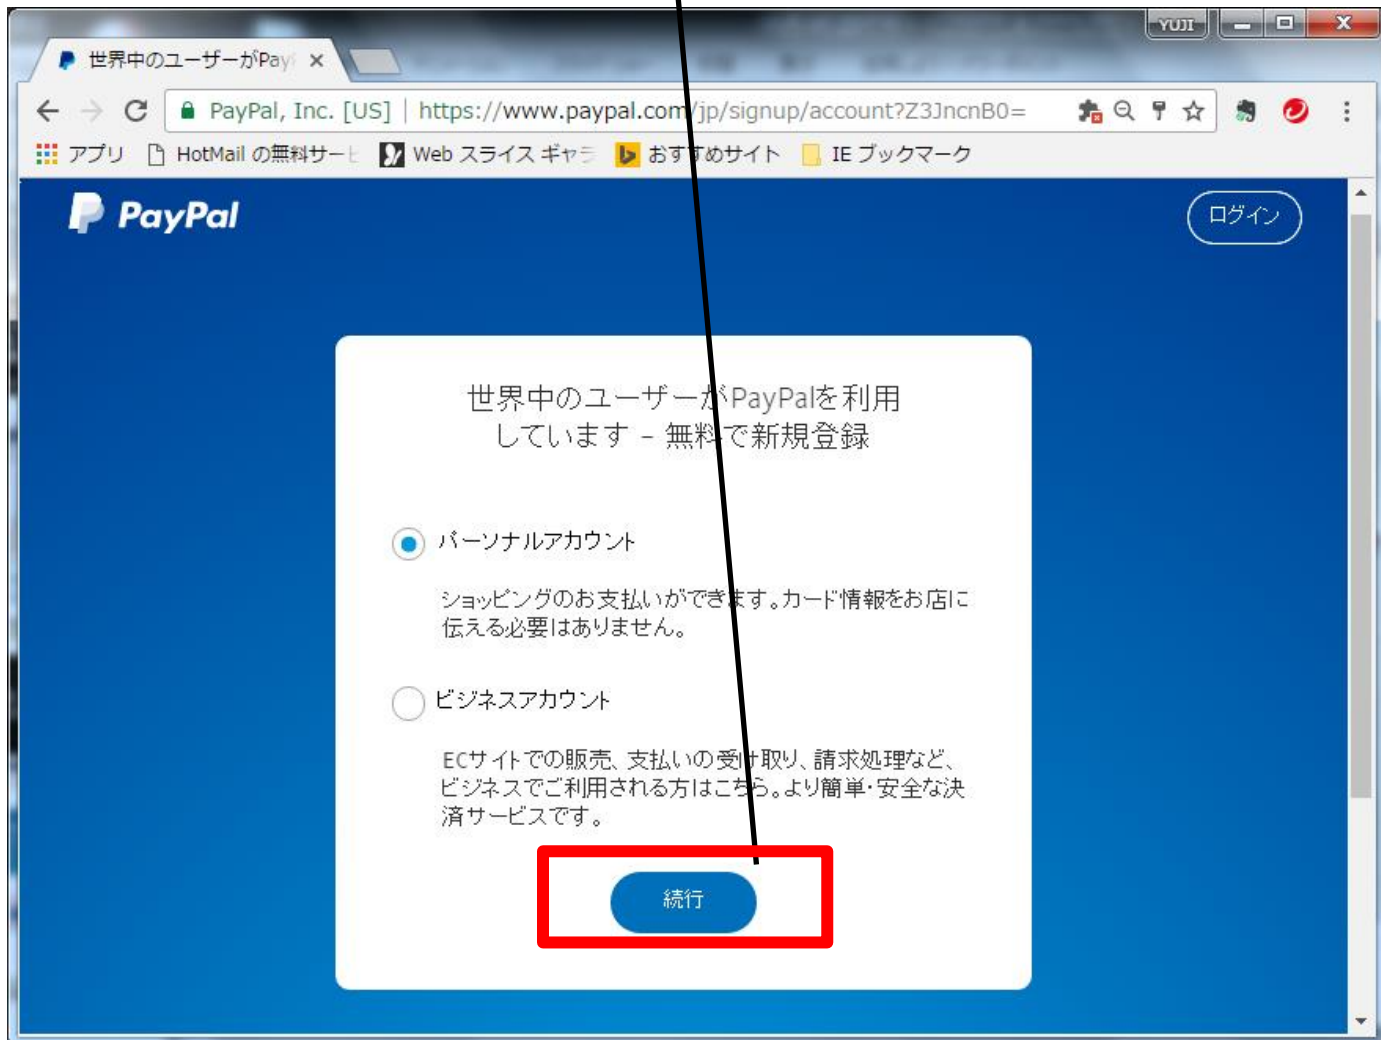 YUJI
世界中のユーザーがPay
PayPal, Inc. [US] | https://www.paypal.com/jp/signup/account?Z3JncnB0=
アプリ HotMail の無料サービ Web スライス ギャラ おすすめサイト IE ブックマーク
PayPal
ログイン
世界中のユーザーがPayPalを利用
しています – 無料で新規登録
パーソナルアカウント
ショッピングのお支払いができます。カード情報をお店に
伝える必要はありません。
ビジネスアカウント
ECサイトでの販売、支払いの受け取り、請求処理など、
ビジネスでご利用される方はこちら。より簡単・安全な決
済サービスです。
続行